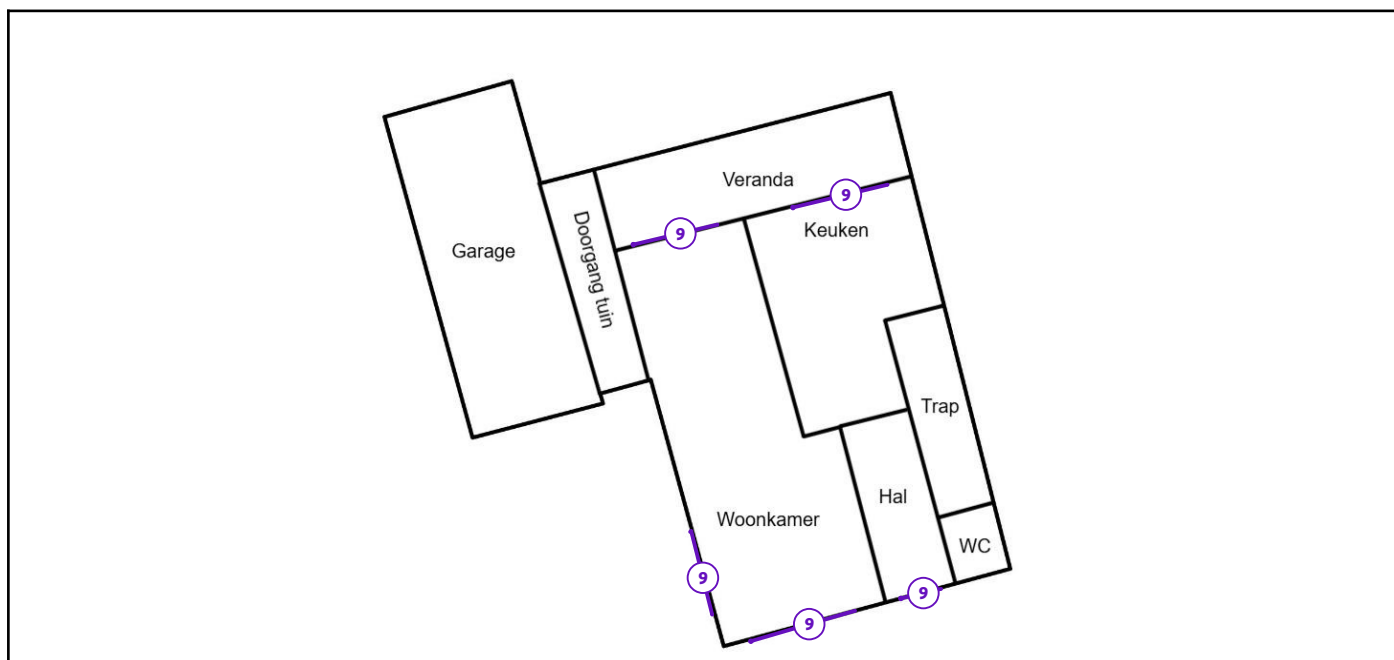 Veranda
9
9
Keuken
Garage
Doorgang tuin
Trap
Hal
Woonkamer
WC
9
9
9